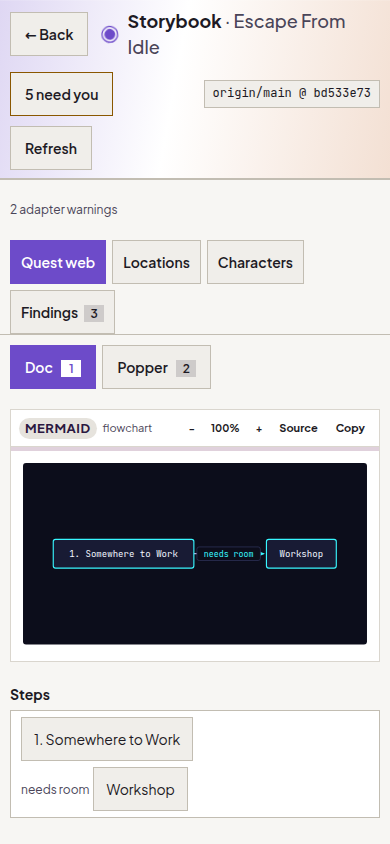 ← Back
Storybook · Escape From
Idle
5 need you
origin/main @ bd533e73
Refresh
2 adapter warnings
Quest web
Locations
Characters
Findings 3
Doc 1
Popper 2
MERMAID flowchart - 100% + Source Copy
1. Somewhere to Work needs room Workshop
Steps
1. Somewhere to Work
needs room Workshop